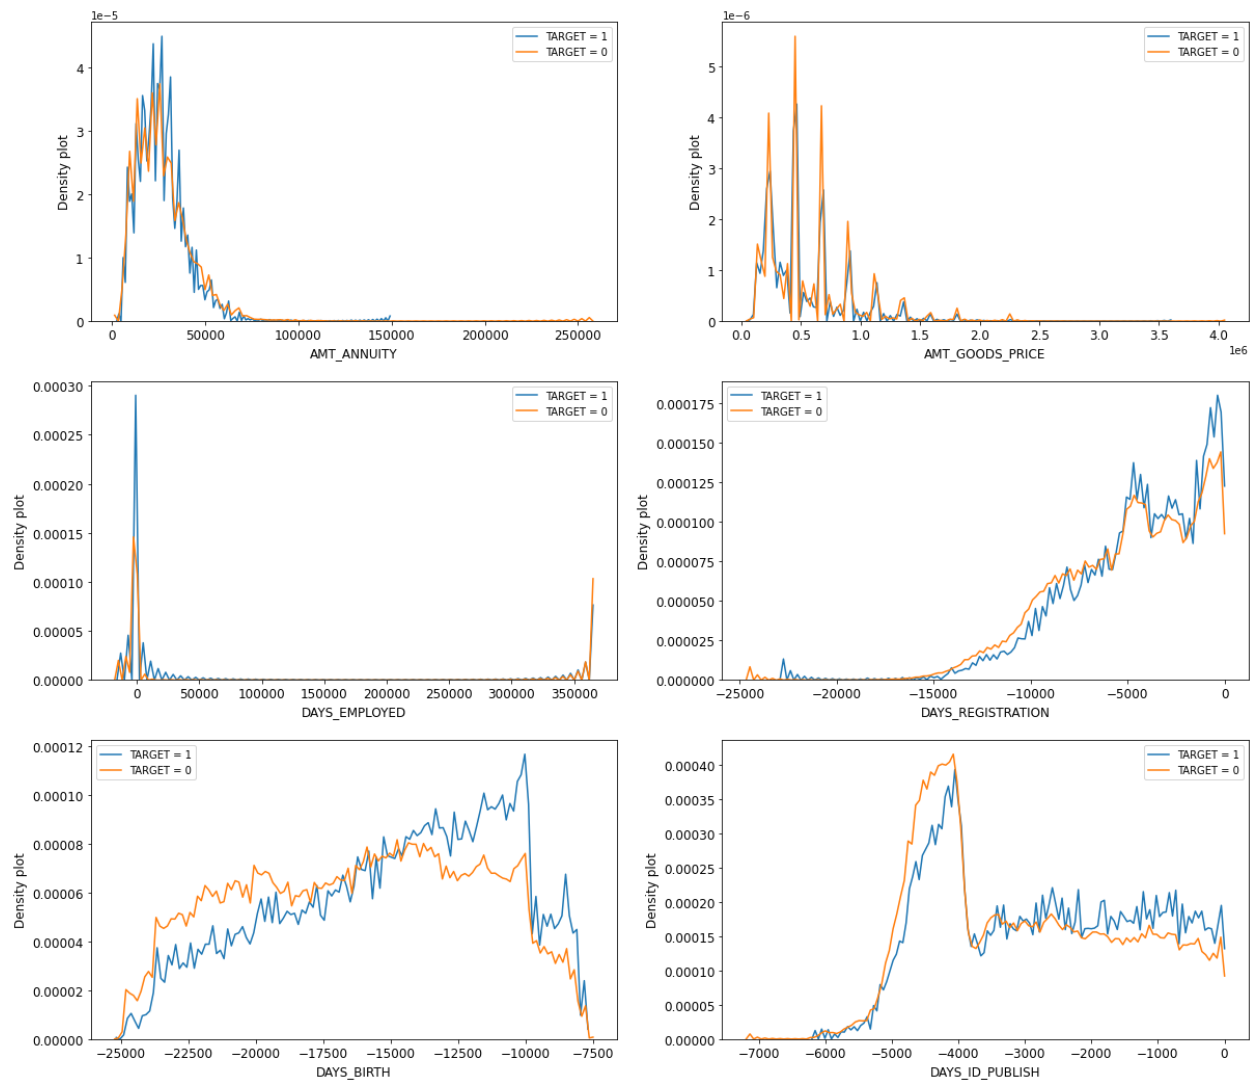 1e−5
TARGET = 1
TARGET = 0
4
3
2
1
0
Density plot
0 50000 100000 150000 200000 250000
AMT_ANNUITY
1e−6
TARGET = 1
TARGET = 0
5
4
3
2
1
0
Density plot
0.0 0.5 1.0 1.5 2.0 2.5 3.0 3.5 4.0
1e6
AMT_GOODS_PRICE
TARGET = 1
TARGET = 0
0.00030
0.00025
0.00020
0.00015
0.00010
0.00005
0.00000
Density plot
0 50000 100000 150000 200000 250000 300000 350000
DAYS_EMPLOYED
TARGET = 1
TARGET = 0
0.000175
0.000150
0.000125
0.000100
0.000075
0.000050
0.000025
0.000000
Density plot
−25000 −20000 −15000 −10000 −5000 0
DAYS_REGISTRATION
TARGET = 1
TARGET = 0
0.00012
0.00010
0.00008
0.00006
0.00004
0.00002
0.00000
Density plot
−25000 −22500 −20000 −17500 −15000 −12500 −10000 −7500
DAYS_BIRTH
TARGET = 1
TARGET = 0
0.00040
0.00035
0.00030
0.00025
0.00020
0.00015
0.00010
0.00005
0.00000
Density plot
−7000 −6000 −5000 −4000 −3000 −2000 −1000 0
DAYS_ID_PUBLISH